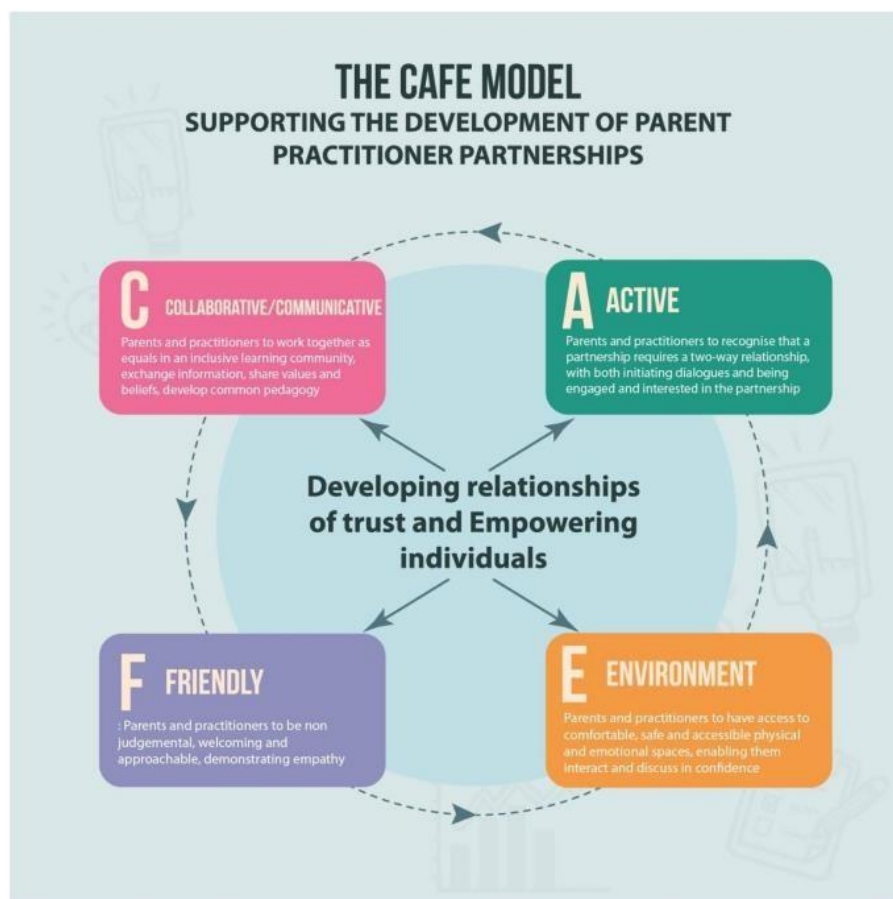 THE CAFE MODEL
SUPPORTING THE DEVELOPMENT OF PARENT
PRACTITIONER PARTNERSHIPS
C COLLABORATIVE/COMMUNICATIVE
Parents and practitioners to work together as
equals in an inclusive learning community,
exchange information, share values and
beliefs, develop common pedagogy
A ACTIVE
Parents and practitioners to recognise that a
partnership requires a two-way relationship,
with both initiating dialogues and being
engaged and interested in the partnership
Developing relationships
of trust and Empowering
individuals
F FRIENDLY
: Parents and practitioners to be non
judgemental, welcoming and
approachable, demonstrating empathy
E ENVIRONMENT
Parents and practitioners to have access to
comfortable, safe and accessible physical
and emotional spaces, enabling them
interact and discuss in confidence